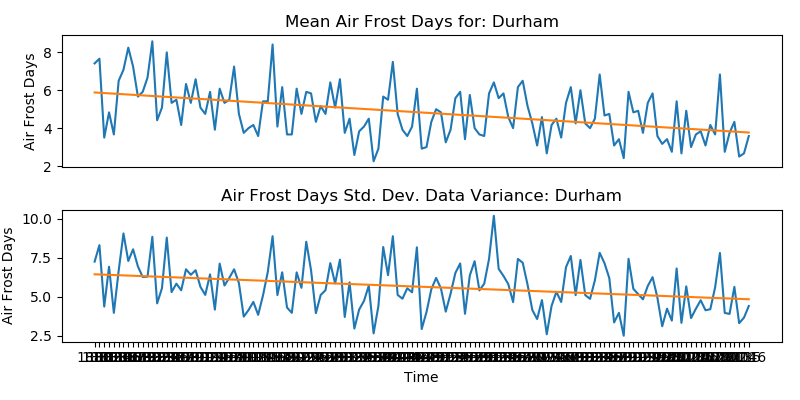 Mean Air Frost Days for: Durham
Air Frost Days
8
6
4
2
Air Frost Days Std. Dev. Data Variance: Durham
Air Frost Days
10.0
7.5
5.0
2.5
Time